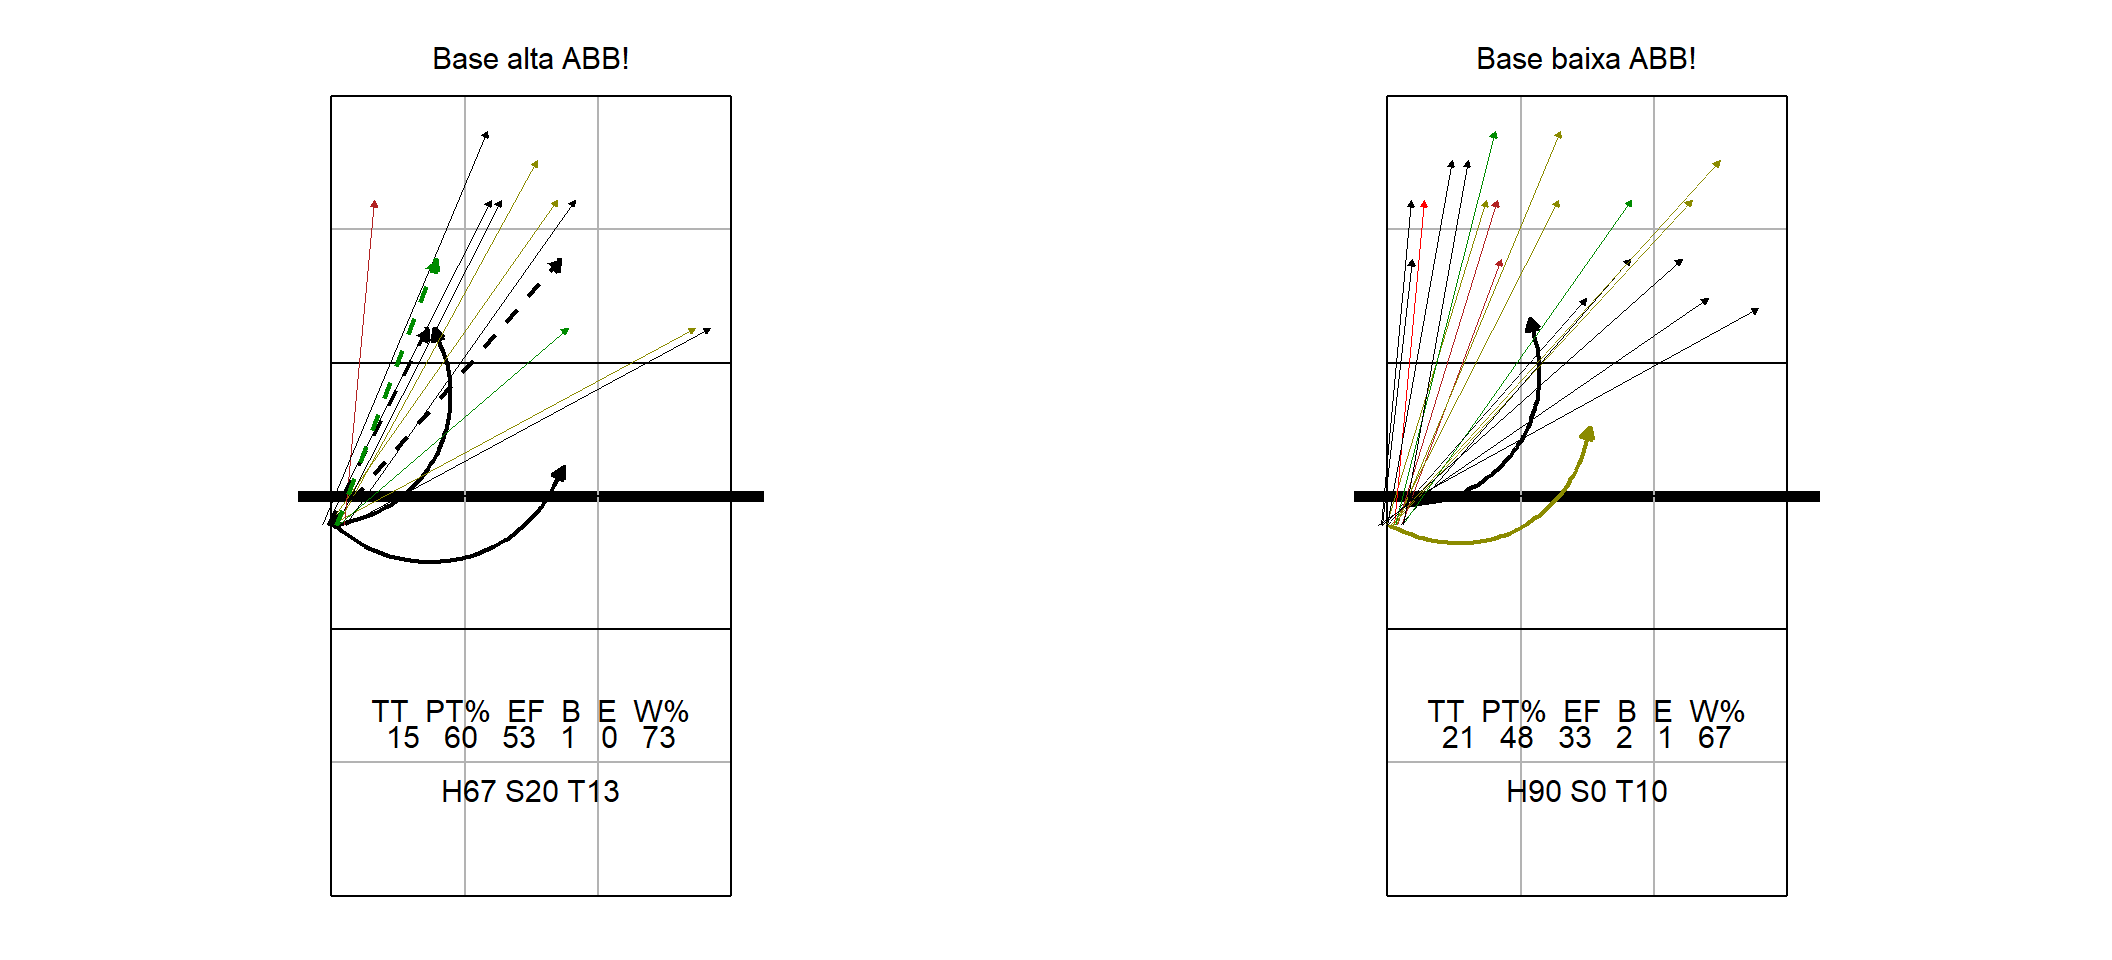 Base alta ABB!
TT PT% EF B E W%
15 60 53 1 0 73
H67 S20 T13
Base baixa ABB!
TT PT% EF B E W%
21 48 33 2 1 67
H90 S0 T10